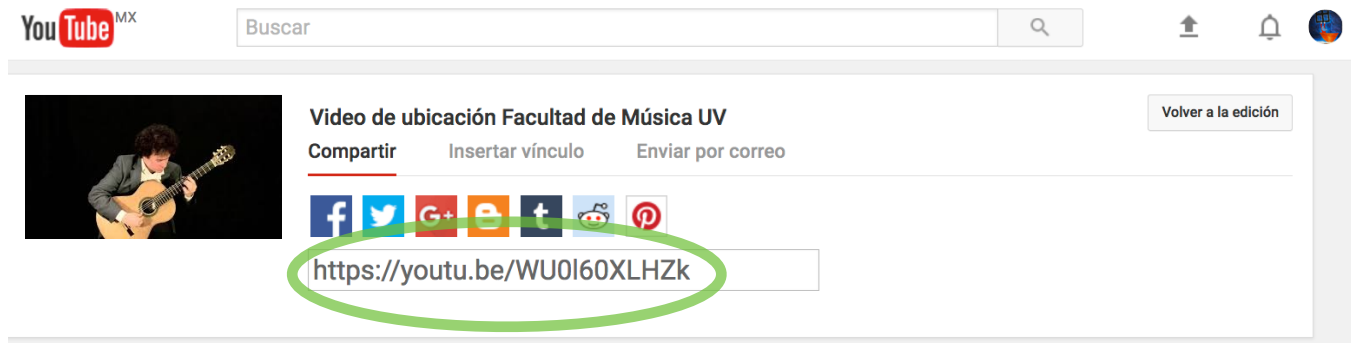 YouTube MX
Buscar
Video de ubicación Facultad de Música UV
Volver a la edición
Compartir
Insertar vínculo
Enviar por correo
https://youtu.be/WU0l60XLHZk